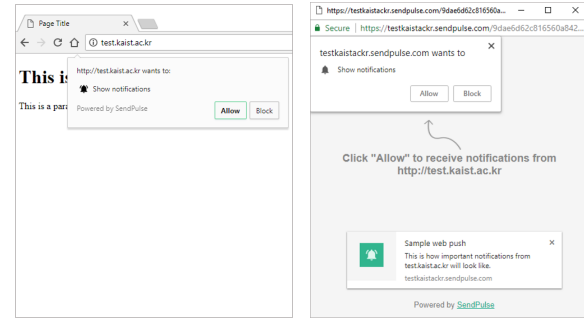 Page Title
test.kaist.ac.kr
http://test.kaist.ac.kr wants to:
Show notifications
Powered by SendPulse
Allow
Block
This is
This is a para
https://testkaistackr.sendpulse.com/9dae6d62c816560a...
Secure | https://testkaistackr.sendpulse.com/9dae6d62c816560a842...
testkaistackr.sendpulse.com wants to
Show notifications
Allow
Block
Click "Allow" to receive notifications from
http://test.kaist.ac.kr
Sample web push
This is how important notifications from
test.kaist.ac.kr will look like.
testkaistackr.sendpulse.com
Powered by SendPulse